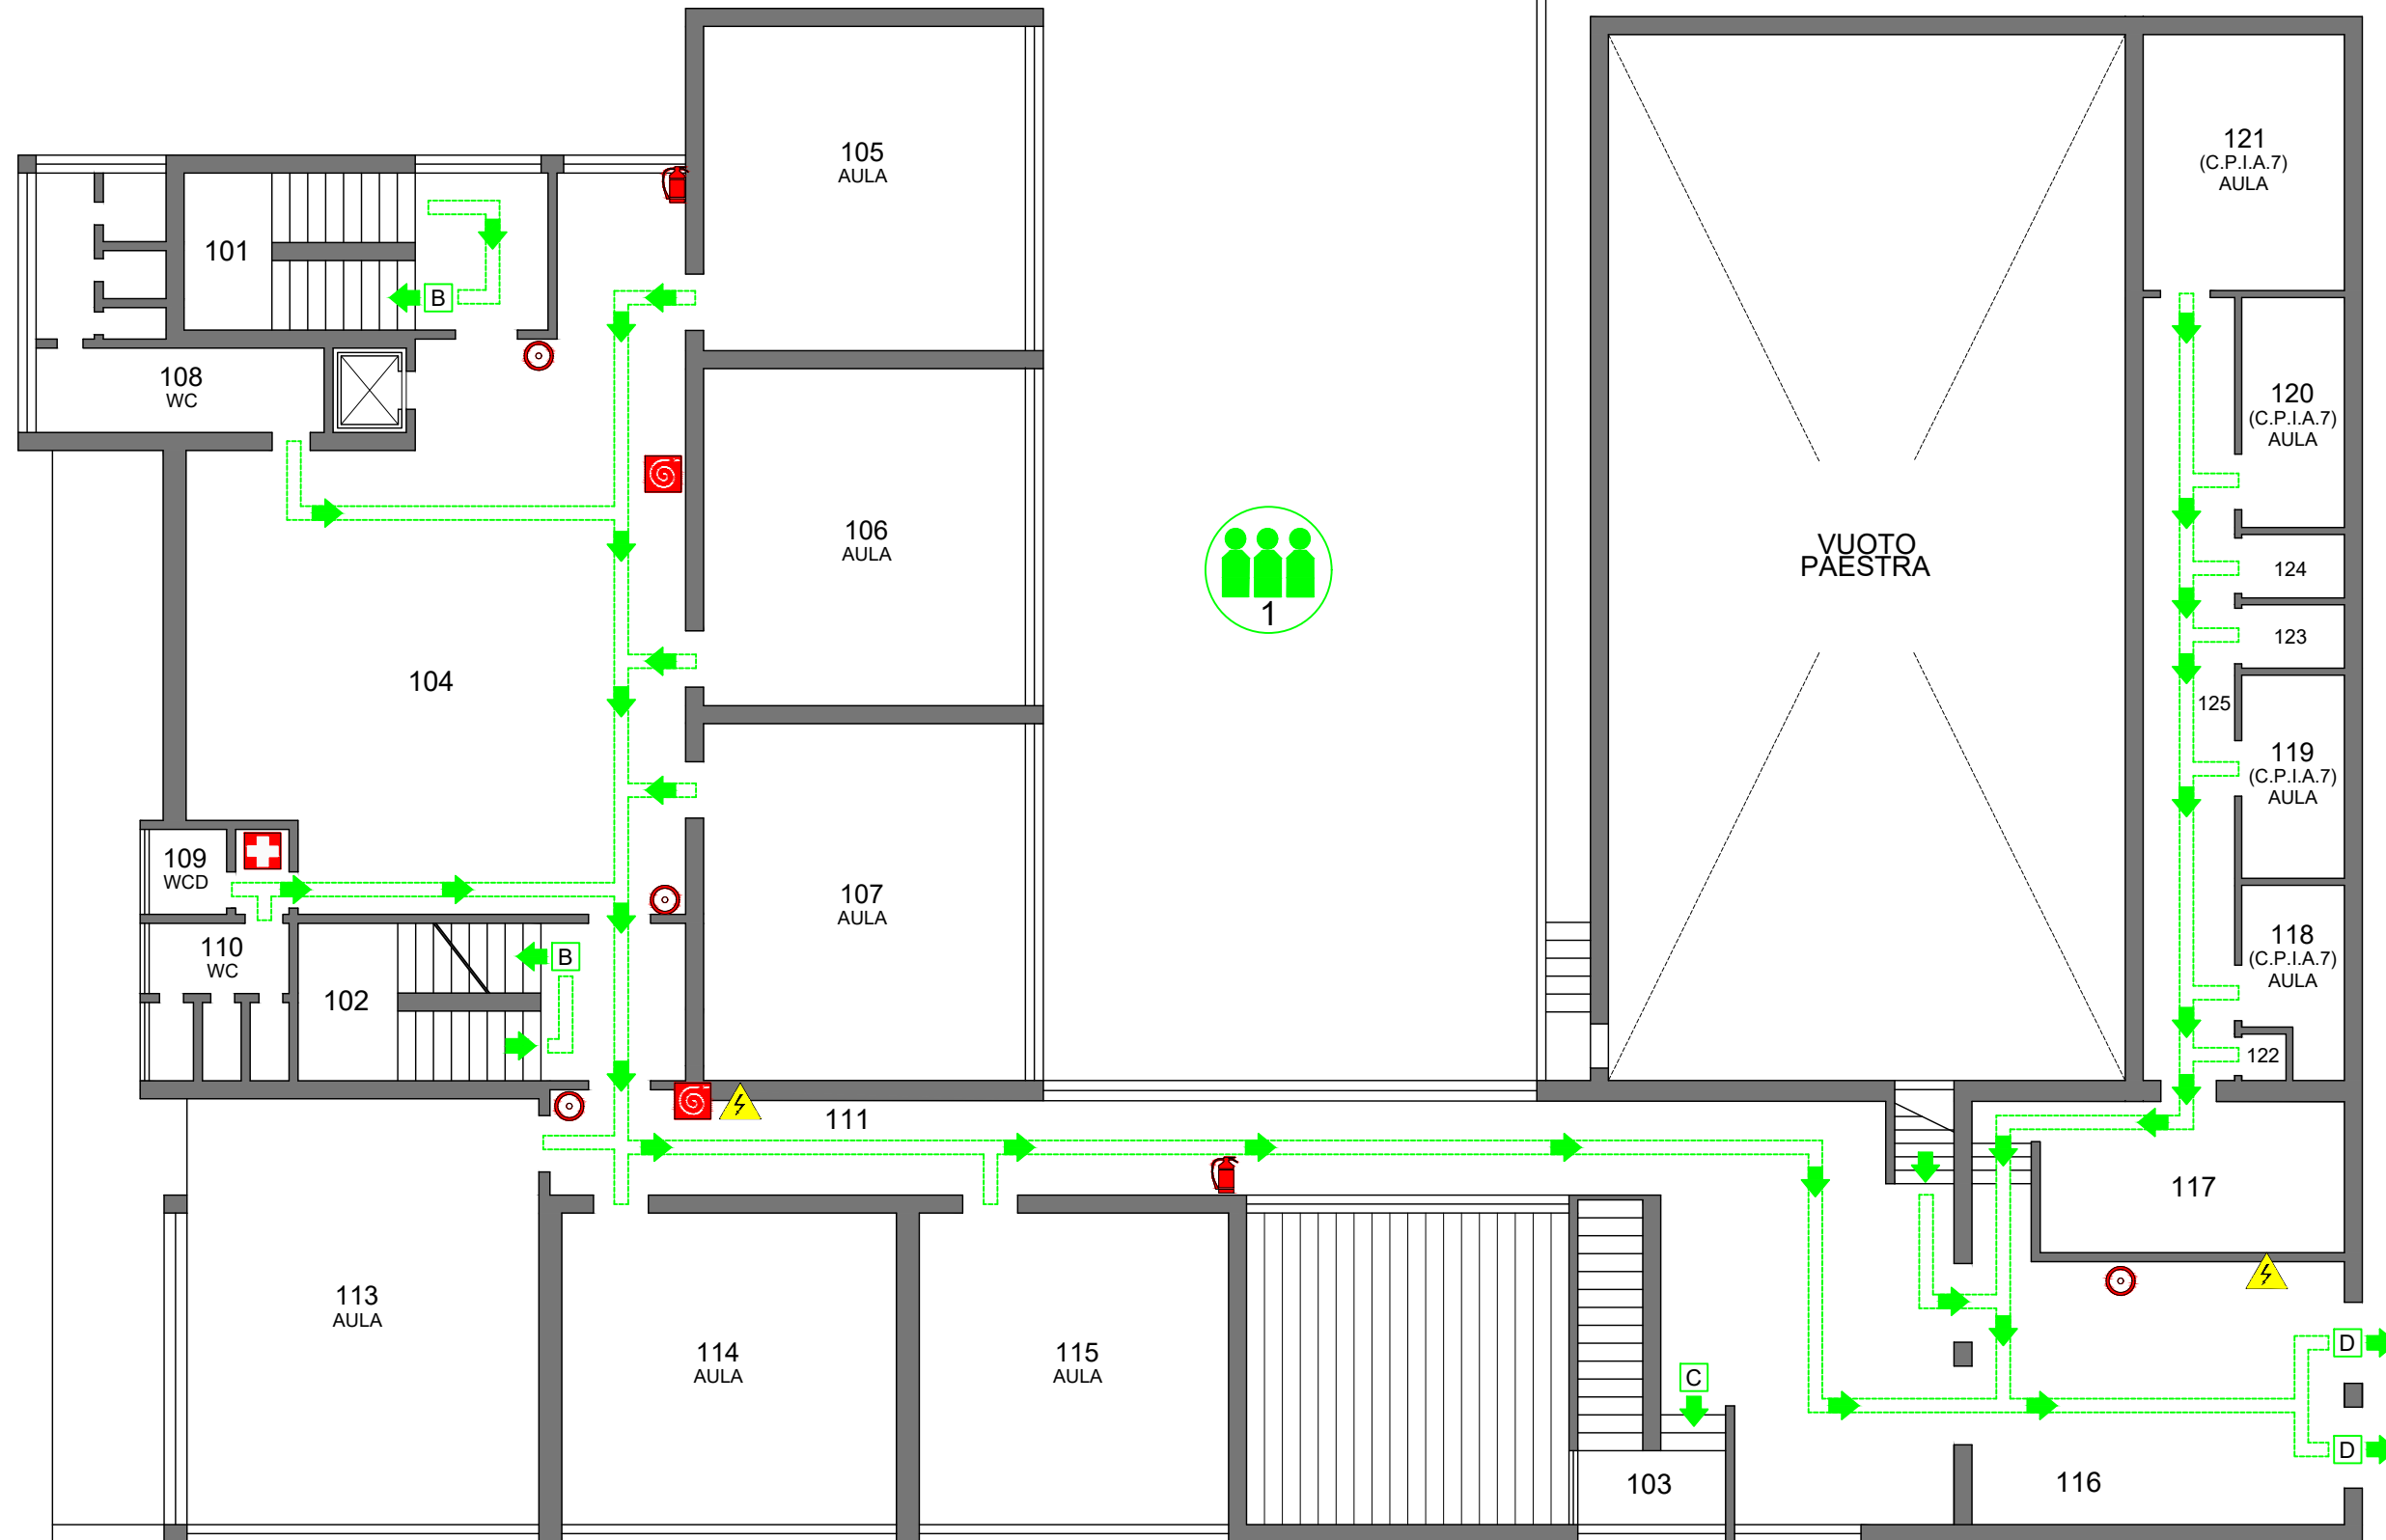 105
AULA
121
(C.P.I.A.7)
AULA
101
B
108
WC
120
(C.P.I.A.7)
AULA
106
AULA
VUOTO
PAESTRA
124
1
123
104
125
119
(C.P.I.A.7)
AULA
109
WCD
107
AULA
110
WC
B
118
(C.P.I.A.7)
AULA
102
122
111
117
113
AULA
114
AULA
115
AULA
C
D
D
103
116